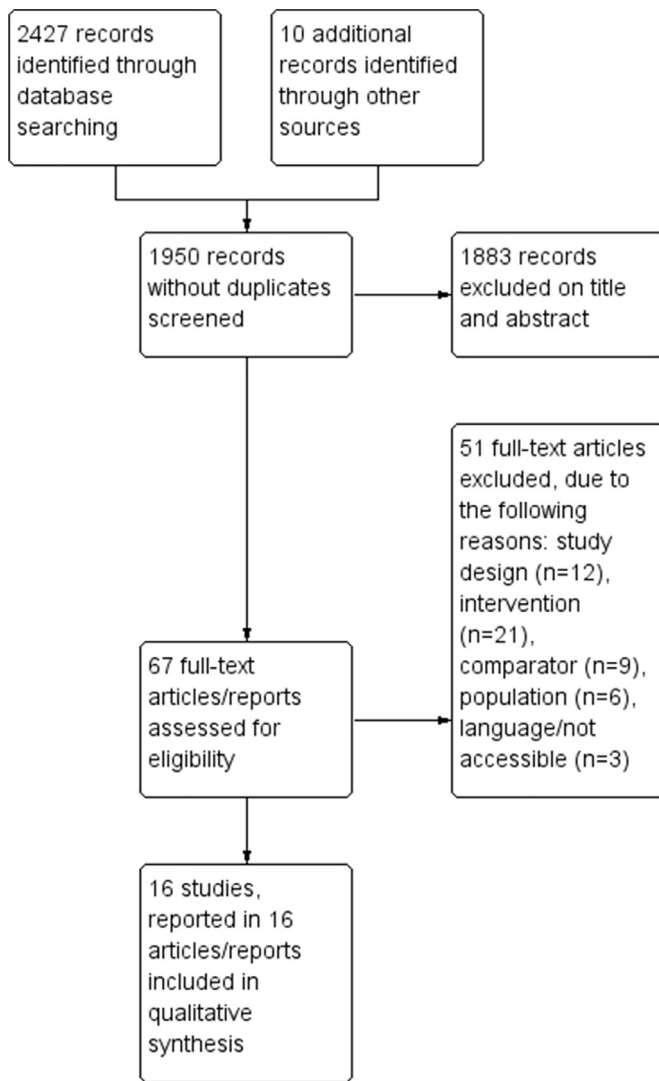 2427 records
identified through
database
searching
10 additional
records identified
through other
sources
1950 records
without duplicates
screened
1883 records
excluded on title
and abstract
51 full-text articles
excluded, due to
the following
reasons: study
design (n=12),
intervention
(n=21),
comparator (n=9),
population (n=6),
language/not
accessible (n=3)
67 full-text
articles/reports
assessed for
eligibility
16 studies,
reported in 16
articles/reports
included in
qualitative
synthesis